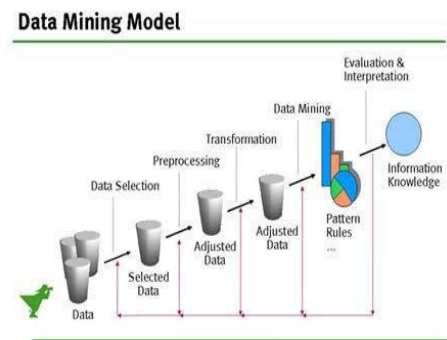 Data Mining Model
Evaluation &
Interpretation
Data Mining
Transformation
Preprocessing
Data Selection
Information
Knowledge
Pattern
Rules
...
Adjusted
Data
Adjusted
Data
Selected
Data
Data